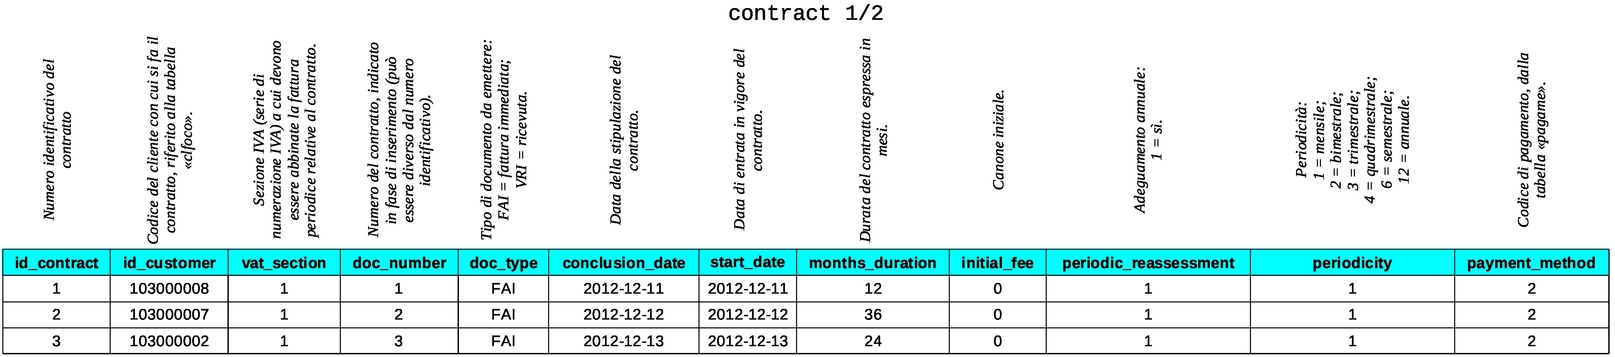 contract 1/2
Numero identificativo del
contratto
Codice del cliente con cui si fa il
contratto, riferito alla tabella
«clfoco».
Sezione IVA (serie di
numerazione IVA) a cui devono
essere abbinate la fattura
periodice relative al contratto.
Numero del contratto, indicato
in fase di inserimento (può
essere diverso dal numero
identificativo).
Tipo di documento da emettere:
FAI = fattura immediata;
VRI = ricevuta.
Data della stipulazione del
contratto.
Data di entrata in vigore del
contratto.
Durata del contratto espressa in
mesi.
Canone iniziale.
Adeguamento annuale:
1 = sì.
Periodicità:
1 = mensile;
2 = bimestrale;
3 = trimestrale;
4 = quadrimestrale;
6 = semestrale;
12 = annuale.
Codice di pagamento, dalla
tabella «pagame».
id_contract id_customer vat_section doc_number doc_type conclusion_date start_date months_duration initial_fee periodic_reassessment periodicity payment_method
1 103000008 1 1 FAI 2012-12-11 2012-12-11 12 0 1 1 2
2 103000007 1 2 FAI 2012-12-12 2012-12-12 36 0 1 1 2
3 103000002 1 3 FAI 2012-12-13 2012-12-13 24 0 1 1 2